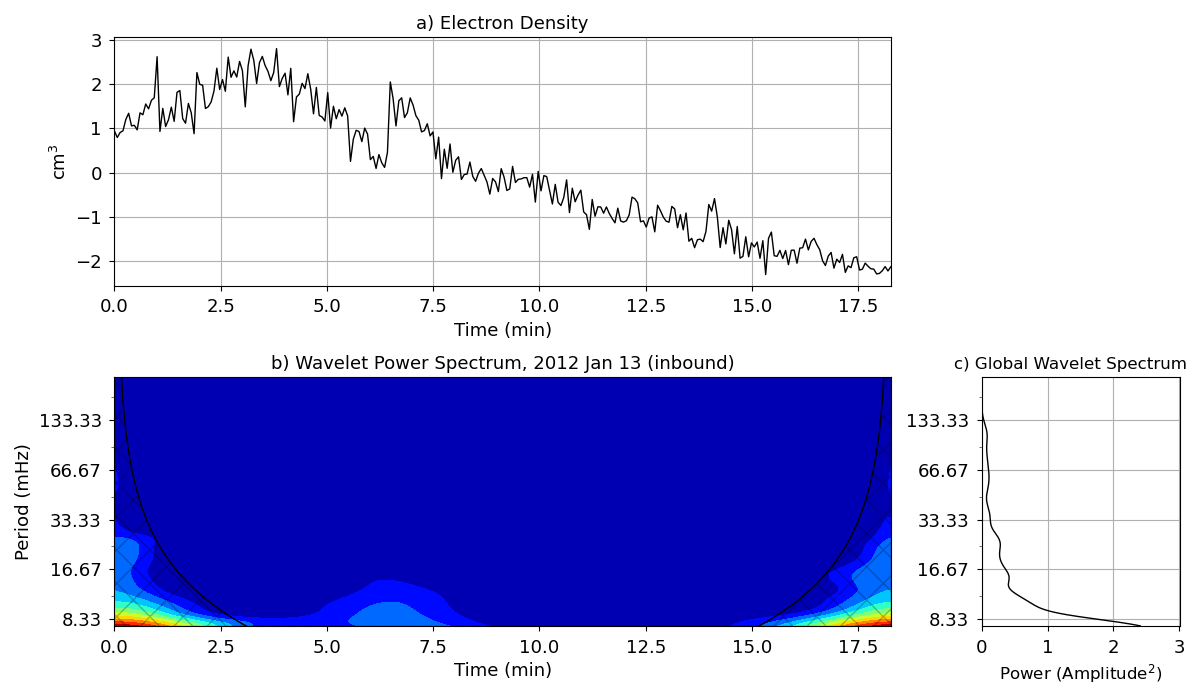 a) Electron Density
3
2
1
0
−1
−2
cm³
0.0 2.5 5.0 7.5 10.0 12.5 15.0 17.5
Time (min)
b) Wavelet Power Spectrum, 2012 Jan 13 (inbound)
133.33
66.67
33.33
16.67
8.33
Period (mHz)
0.0 2.5 5.0 7.5 10.0 12.5 15.0 17.5
Time (min)
c) Global Wavelet Spectrum
133.33
66.67
33.33
16.67
8.33
0 1 2 3
Power (Amplitude²)